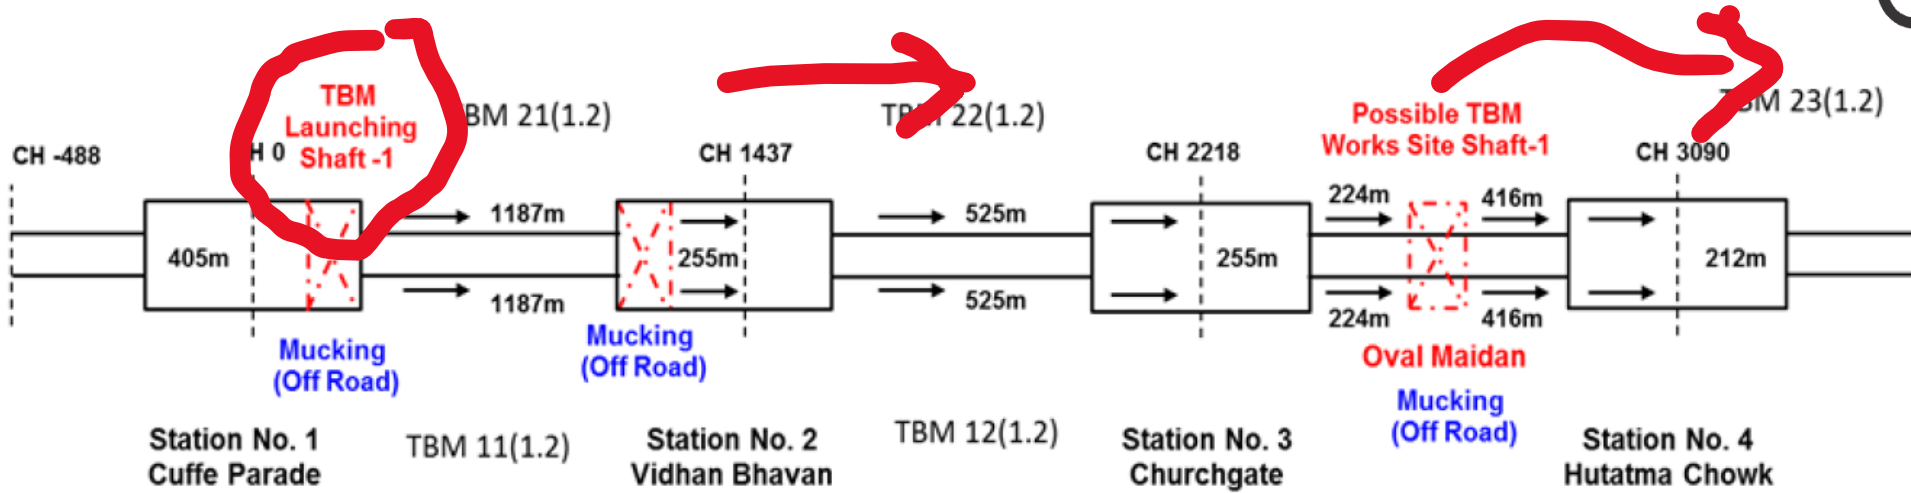 TBM
Launching
Shaft -1
BM 21(1.2)
22(1.2)
Possible TBM
Works Site Shaft-1
BM 23(1.2)
CH -488
H 0
CH 1437
CH 2218
CH 3090
1187m
525m
224m
416m
405m
255m
255m
212m
1187m
525m
224m
416m
Mucking
(Off Road)
Mucking
(Off Road)
Oval Maidan
Mucking
(Off Road)
Station No. 1
Cuffe Parade
TBM 11(1.2)
Station No. 2
Vidhan Bhavan
TBM 12(1.2)
Station No. 3
Churchgate
Station No. 4
Hutatma Chowk